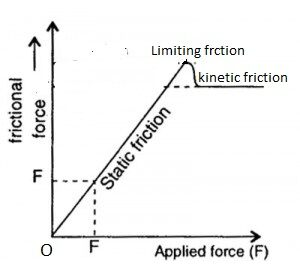 Limiting frction
kinetic friction
frictional
force
Static friction
F
O
F
Applied force (F)